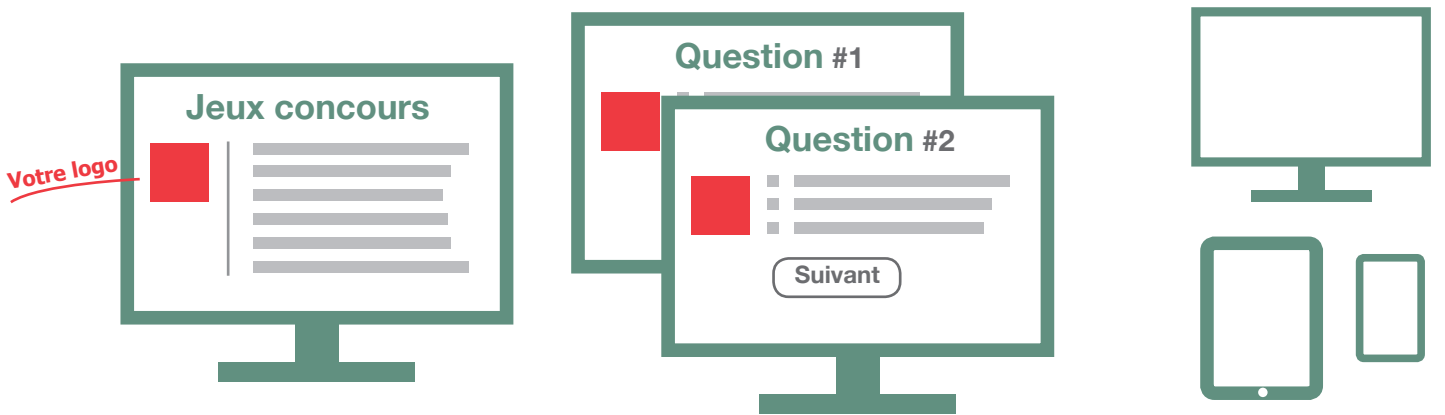 Votre logo
Jeux concours
Question #1
Question #2
Suivant